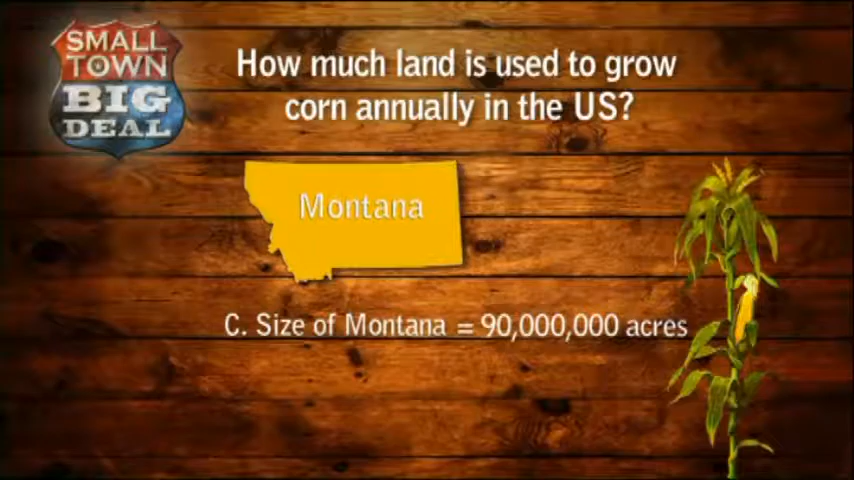 SMALL
TOWN
BIG
DEAL
How much land is used to grow
corn annually in the US?
Montana
C. Size of Montana = 90,000,000 acres